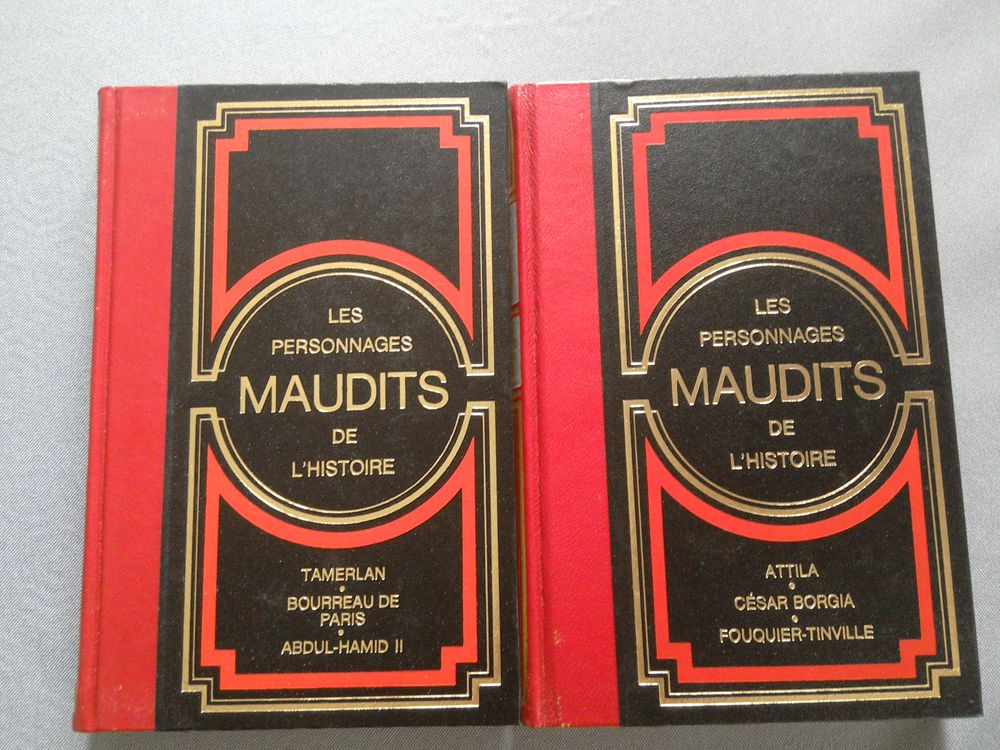 LES
PERSONNAGES
MAUDITS
DE
L'HISTOIRE
TAMERLAN
•
BOURREAU DE
PARIS
•
ABDUL-HAMID II
LES
PERSONNAGES
MAUDITS
DE
L'HISTOIRE
ATTILA
•
CÉSAR BORGIA
•
FOUQUIER-TINVILLE